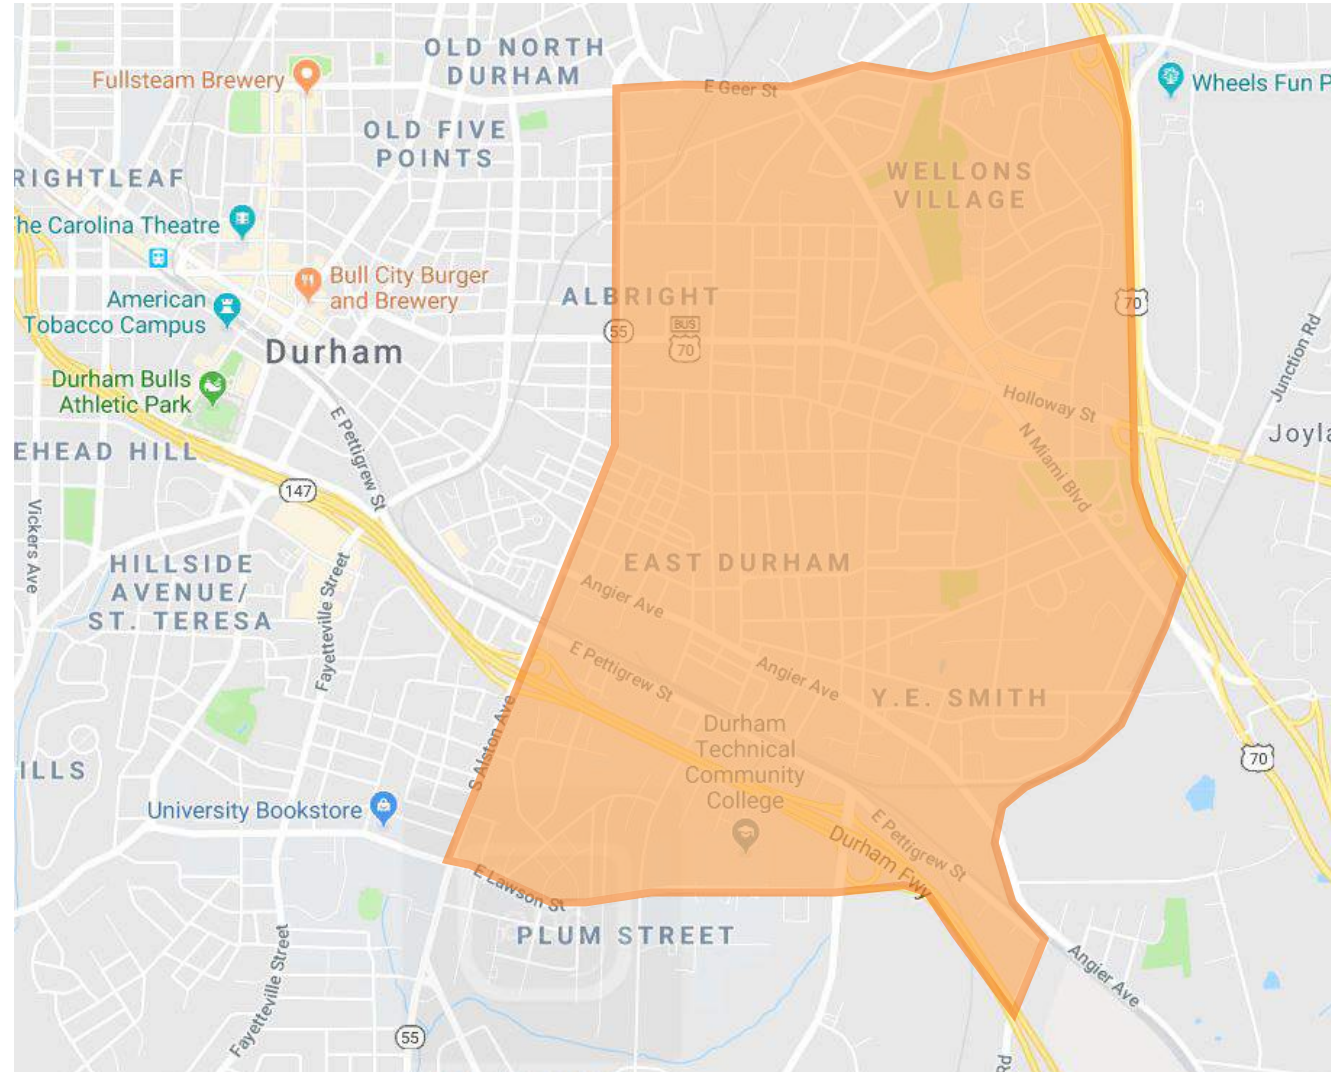 OLD NORTH
DURHAM
Fullsteam Brewery
E Geer St
Wheels Fun P
OLD FIVE
POINTS
RIGHTLEAF
WELLONS
VILLAGE
he Carolina Theatre
Bull City Burger
and Brewery
ALBRIGHT
American
Tobacco Campus
55
BUS
70
70
Durham
Junction Rd
Durham Bulls
Athletic Park
Holloway St
E Pettigrew St
N Miami Blvd
Joyla
EHEAD HILL
147
Vickers Ave
HILLSIDE
AVENUE/
ST. TERESA
Fayetteville Street
EAST DURHAM
Angier Ave
E Pettigrew St
Angier Ave
Y.E. SMITH
S Alston Ave
Durham
Technical
Community
College
70
ILLS
University Bookstore
E Pettigrew St
Durham Fwy
E Lawson St
PLUM STREET
Angier Ave
Fayetteville Street
55
Rd